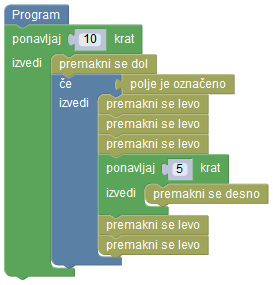 Program
ponavljaj 10 krat
izvedi premakni se dol
če polje je označeno
izvedi premakni se levo
premakni se levo
premakni se levo
ponavljaj 5 krat
izvedi premakni se desno
premakni se levo
premakni se levo